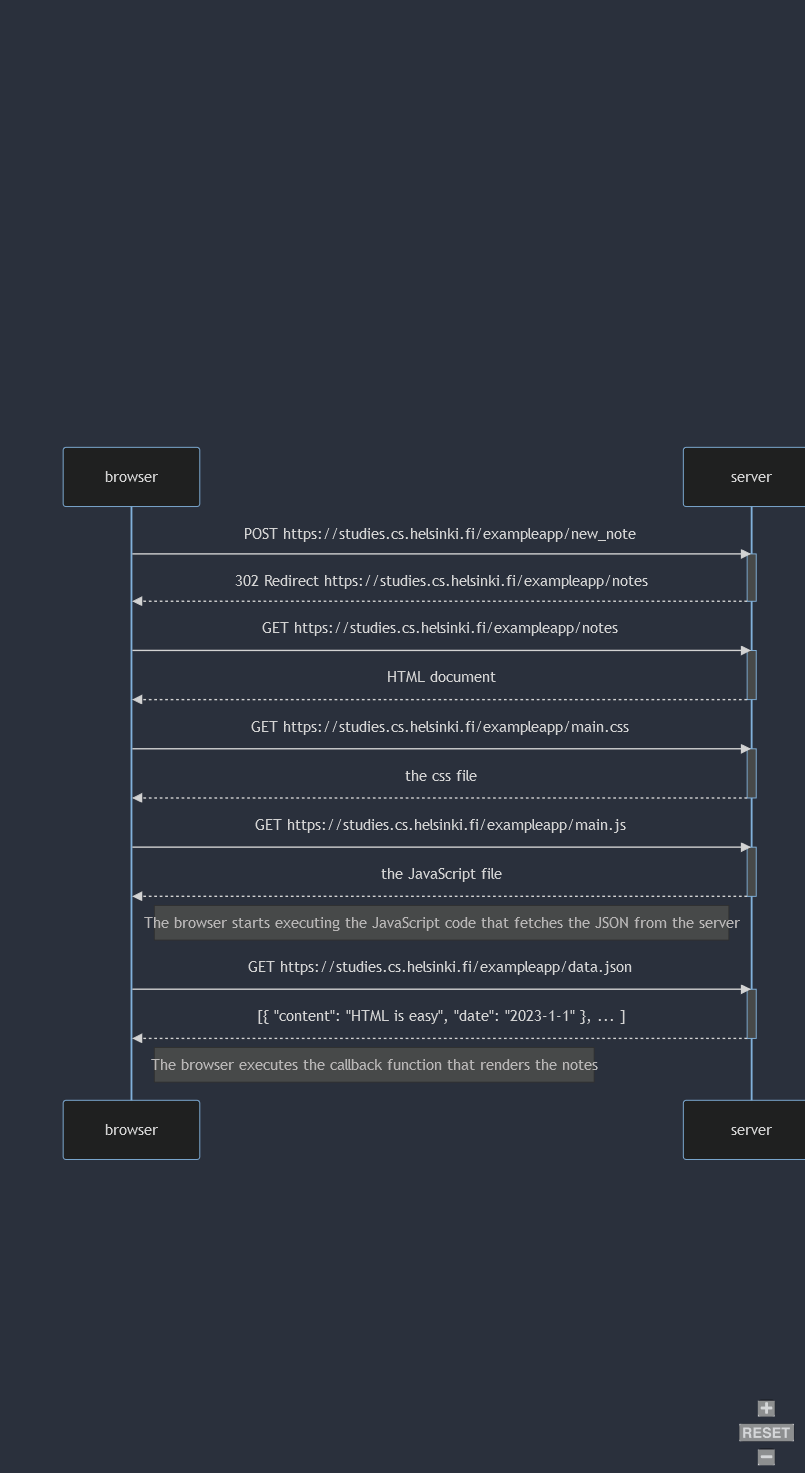 browser
server
POST https://studies.cs.helsinki.fi/exampleapp/new_note
302 Redirect https://studies.cs.helsinki.fi/exampleapp/notes
GET https://studies.cs.helsinki.fi/exampleapp/notes
HTML document
GET https://studies.cs.helsinki.fi/exampleapp/main.css
the css file
GET https://studies.cs.helsinki.fi/exampleapp/main.js
the JavaScript file
The browser starts executing the JavaScript code that fetches the JSON from the server
GET https://studies.cs.helsinki.fi/exampleapp/data.json
[{ "content": "HTML is easy", "date": "2023-1-1" }, ... ]
The browser executes the callback function that renders the notes
browser
server
+
RESET
−